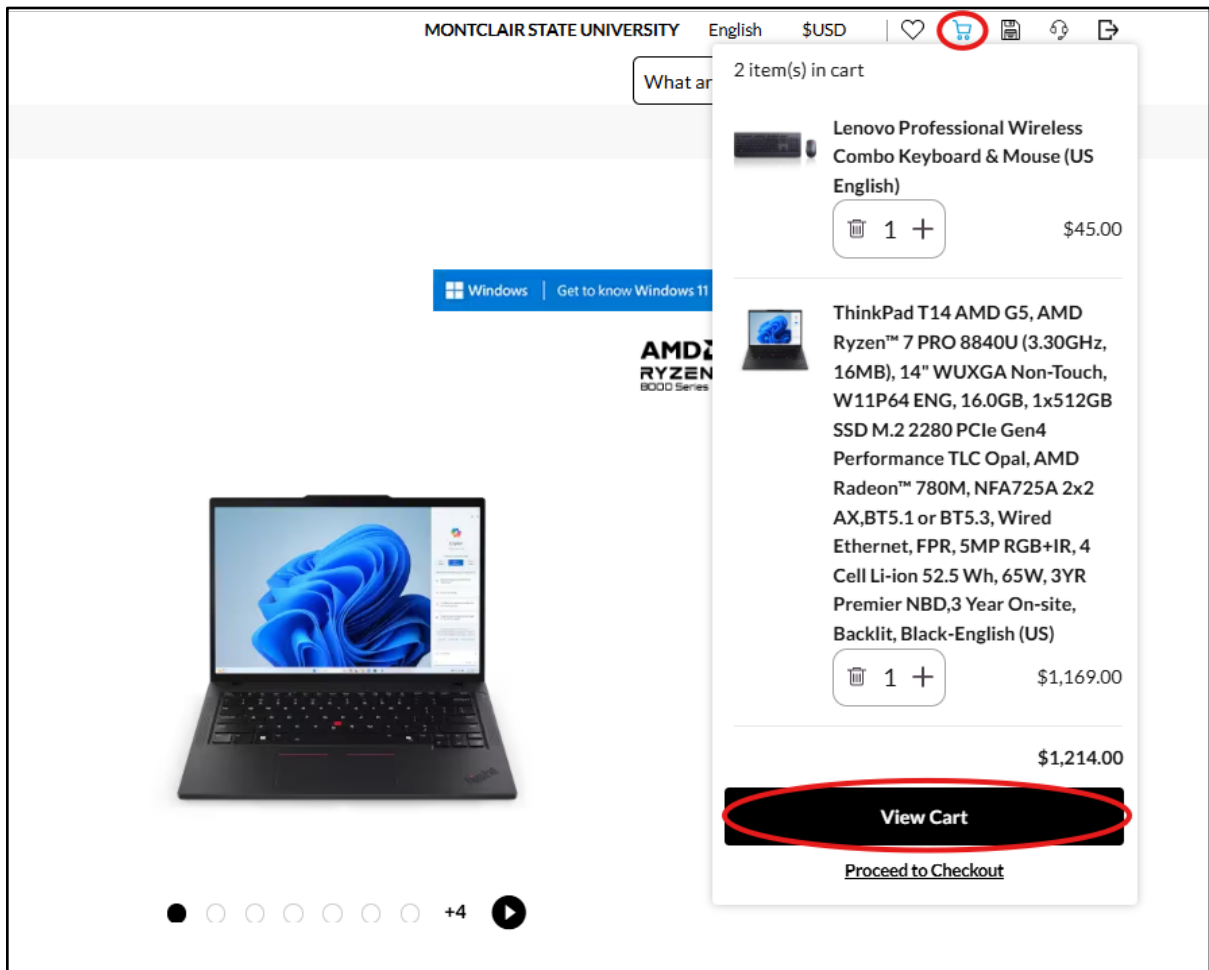 MONTCLAIR STATE UNIVERSITY English $USD
What ar
2 item(s) in cart
Lenovo Professional Wireless
Combo Keyboard & Mouse (US
English)
1 $45.00
Windows Get to know Windows 11
AMD
RYZEN
8000 Series
ThinkPad T14 AMD G5, AMD
Ryzen™ 7 PRO 8840U (3.30GHz,
16MB), 14" WUXGA Non-Touch,
W11P64 ENG, 16.0GB, 1x512GB
SSD M.2 2280 PCIe Gen4
Performance TLC Opal, AMD
Radeon™ 780M, NFA725A 2x2
AX,BT5.1 or BT5.3, Wired
Ethernet, FPR, 5MP RGB+IR, 4
Cell Li-ion 52.5 Wh, 65W, 3YR
Premier NBD,3 Year On-site,
Backlit, Black-English (US)
1 $1,169.00
$1,214.00
View Cart
Proceed to Checkout
+4